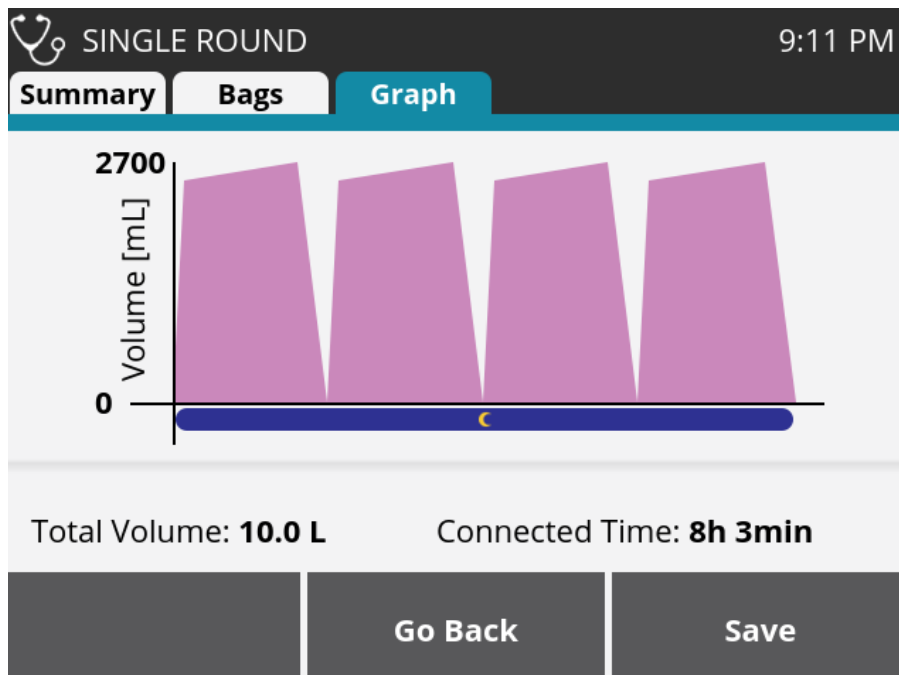 SINGLE ROUND 9:11 PM
Summary Bags Graph
2700
Volume [mL]
0
Total Volume: 10.0 L Connected Time: 8h 3min
Go Back Save